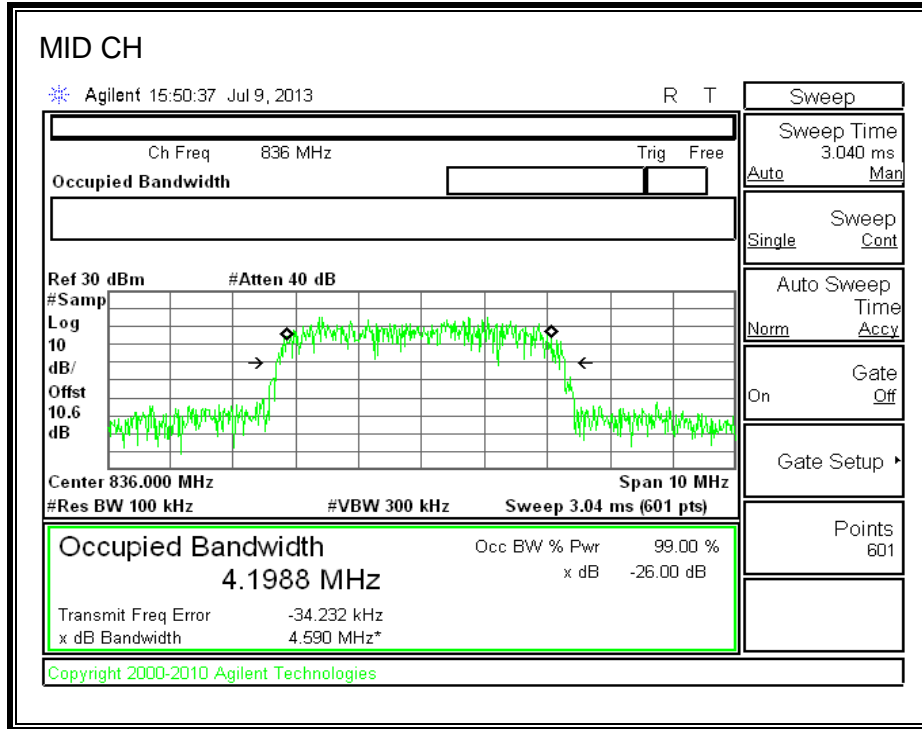 MID CH
Agilent 15:50:37 Jul 9, 2013 R T
Ch Freq 836 MHz Trig Free
Occupied Bandwidth
Ref 30 dBm #Atten 40 dB
#Samp
Log
10
dB/
Offst
10.6
dB
Center 836.000 MHz Span 10 MHz
#Res BW 100 kHz #VBW 300 kHz Sweep 3.04 ms (601 pts)
Occupied Bandwidth Occ BW % Pwr 99.00 %
4.1988 MHz x dB -26.00 dB
Transmit Freq Error -34.232 kHz
x dB Bandwidth 4.590 MHz*
Copyright 2000-2010 Agilent Technologies
Sweep
Sweep Time
3.040 ms
Auto Man
Sweep
Single Cont
Auto Sweep
Time
Norm Accy
Gate
On Off
Gate Setup
Points
601